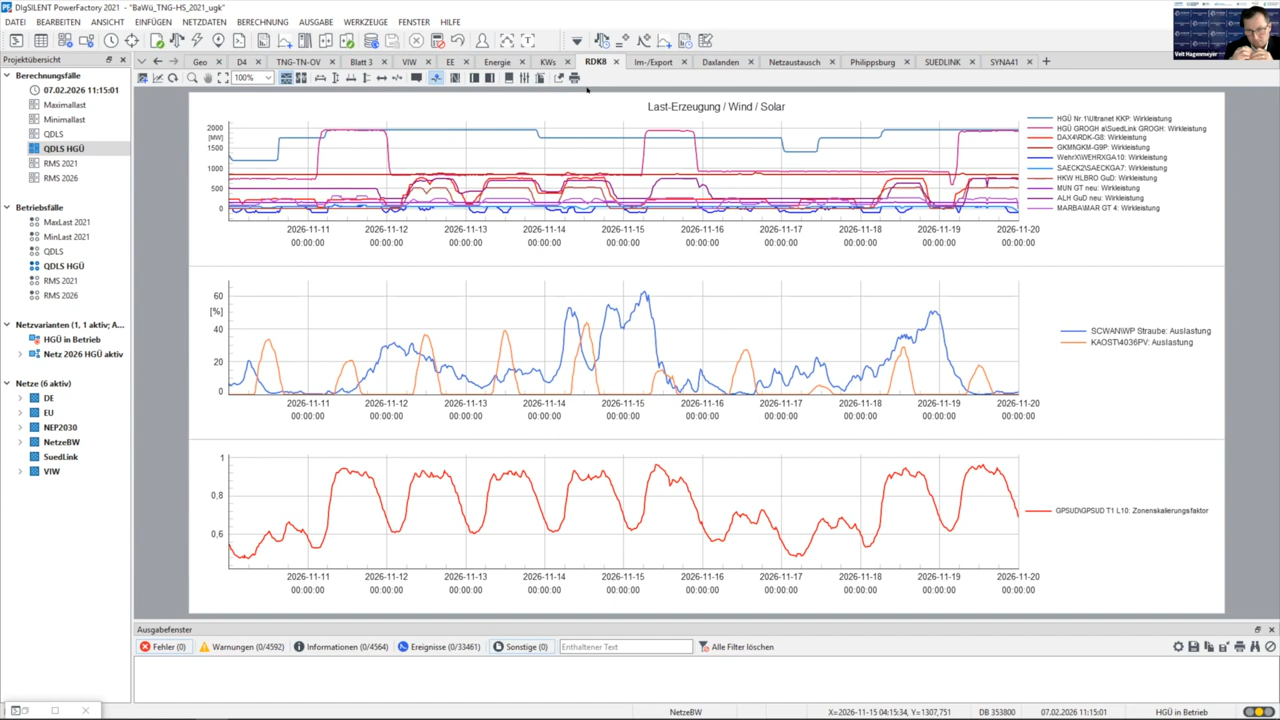 DIgSILENT PowerFactory 2021 - "BaWü_TNG-HS_2021_ugk"
DATEI BEARBEITEN ANSICHT EINFÜGEN NETZDATEN BERECHNUNG AUSGABE WERKZEUGE FENSTER HILFE
Projektübersicht
Geo D4 TNG-TN-OV Blatt 3 VIW RDK8 Im-/Export Daxlanden Netzaustausch Philippsburg SUEDLINK SYNA41
100%
Veit Hagenmeyer
Berechnungsfälle
07.02.2026 11:15:01
Maximallast
Minimallast
QDLS
QDLS HGÜ
RMS 2021
RMS 2026
Betriebsfälle
MaxLast 2021
MinLast 2021
QDLS
QDLS HGÜ
RMS 2021
RMS 2026
Netzvarianten (1, 1 aktiv; A...
HGÜ in Betrieb
Netz 2026 HGÜ aktiv
Netze (6 aktiv)
DE
EU
NEP2030
NetzeBW
SuedLink
VIW
Last-Erzeugung / Wind / Solar
2000
[MW]
1500
1000
500
0
2026-11-11 2026-11-12 2026-11-13 2026-11-14 2026-11-15 2026-11-16 2026-11-17 2026-11-18 2026-11-19 2026-11-20
00:00:00 00:00:00 00:00:00 00:00:00 00:00:00 00:00:00 00:00:00 00:00:00 00:00:00 00:00:00
HGÜ Nr.1\Ultranet KKP: Wirkleistung
HGÜ GROGH a\SuedLink GROGH: Wirkleistung
DAX4\RDK-G8: Wirkleistung
GKM\GKM-G9P: Wirkleistung
WehrX\WEHRXGA10: Wirkleistung
SAECK2\SAECKGA7: Wirkleistung
HKW HLBRO GuD: Wirkleistung
MUN GT neu: Wirkleistung
ALH GuD neu: Wirkleistung
MARBA\MAR GT 4: Wirkleistung
60
[%]
40
20
0
2026-11-11 2026-11-12 2026-11-13 2026-11-14 2026-11-15 2026-11-16 2026-11-17 2026-11-18 2026-11-19 2026-11-20
00:00:00 00:00:00 00:00:00 00:00:00 00:00:00 00:00:00 00:00:00 00:00:00 00:00:00 00:00:00
SCWAN\WP Straube: Auslastung
KAOST\4036PV: Auslastung
1
0,8
0,6
2026-11-11 2026-11-12 2026-11-13 2026-11-14 2026-11-15 2026-11-16 2026-11-17 2026-11-18 2026-11-19 2026-11-20
00:00:00 00:00:00 00:00:00 00:00:00 00:00:00 00:00:00 00:00:00 00:00:00 00:00:00 00:00:00
GPSUD\GPSUD T1 L10: Zonenskalierungsfaktor
Ausgabefenster
Fehler (0) Warnungen (0/4592) Informationen (0/4564) Ereignisse (0/33461) Sonstige (0) Enthaltener Text Alle Filter löschen
NetzeBW X=2026-11-15 04:15:34, Y=1307,751 DB 353800 07.02.2026 11:15:01 HGÜ in Betrieb